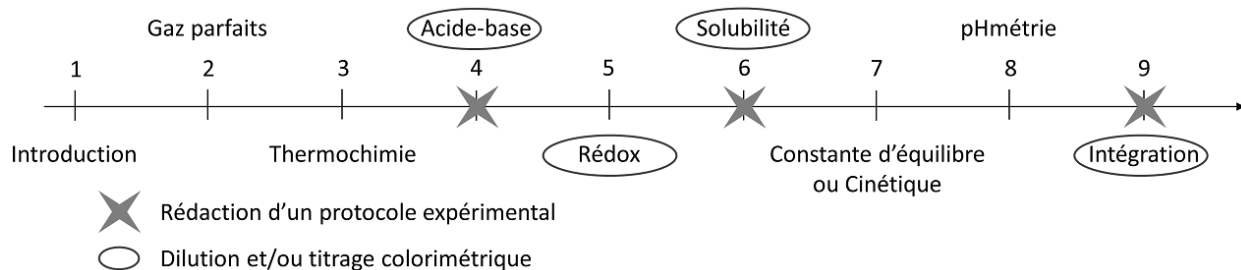 Gaz parfaits Acide-base Solubilité pHmétrie
1 2 3 4 5 6 7 8 9
Introduction Thermochimie Rédox Constante d'équilibre Intégration
ou Cinétique
Rédaction d'un protocole expérimental
Dilution et/ou titrage colorimétrique